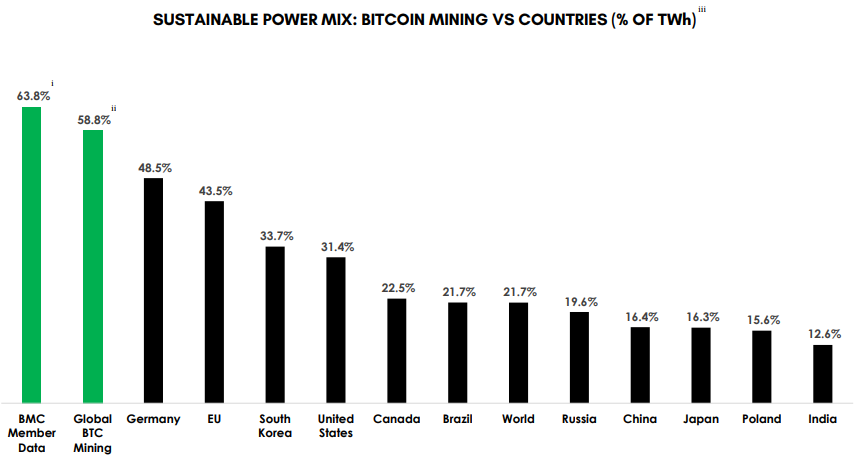 SUSTAINABLE POWER MIX: BITCOIN MINING VS COUNTRIES (% OF TWh)iii
63.8%i
58.8%ii
48.5%
43.5%
33.7%
31.4%
22.5%
21.7%
21.7%
19.6%
16.4%
16.3%
15.6%
12.6%
BMC
Member
Data
Global
BTC
Mining
Germany
EU
South
Korea
United
States
Canada
Brazil
World
Russia
China
Japan
Poland
India